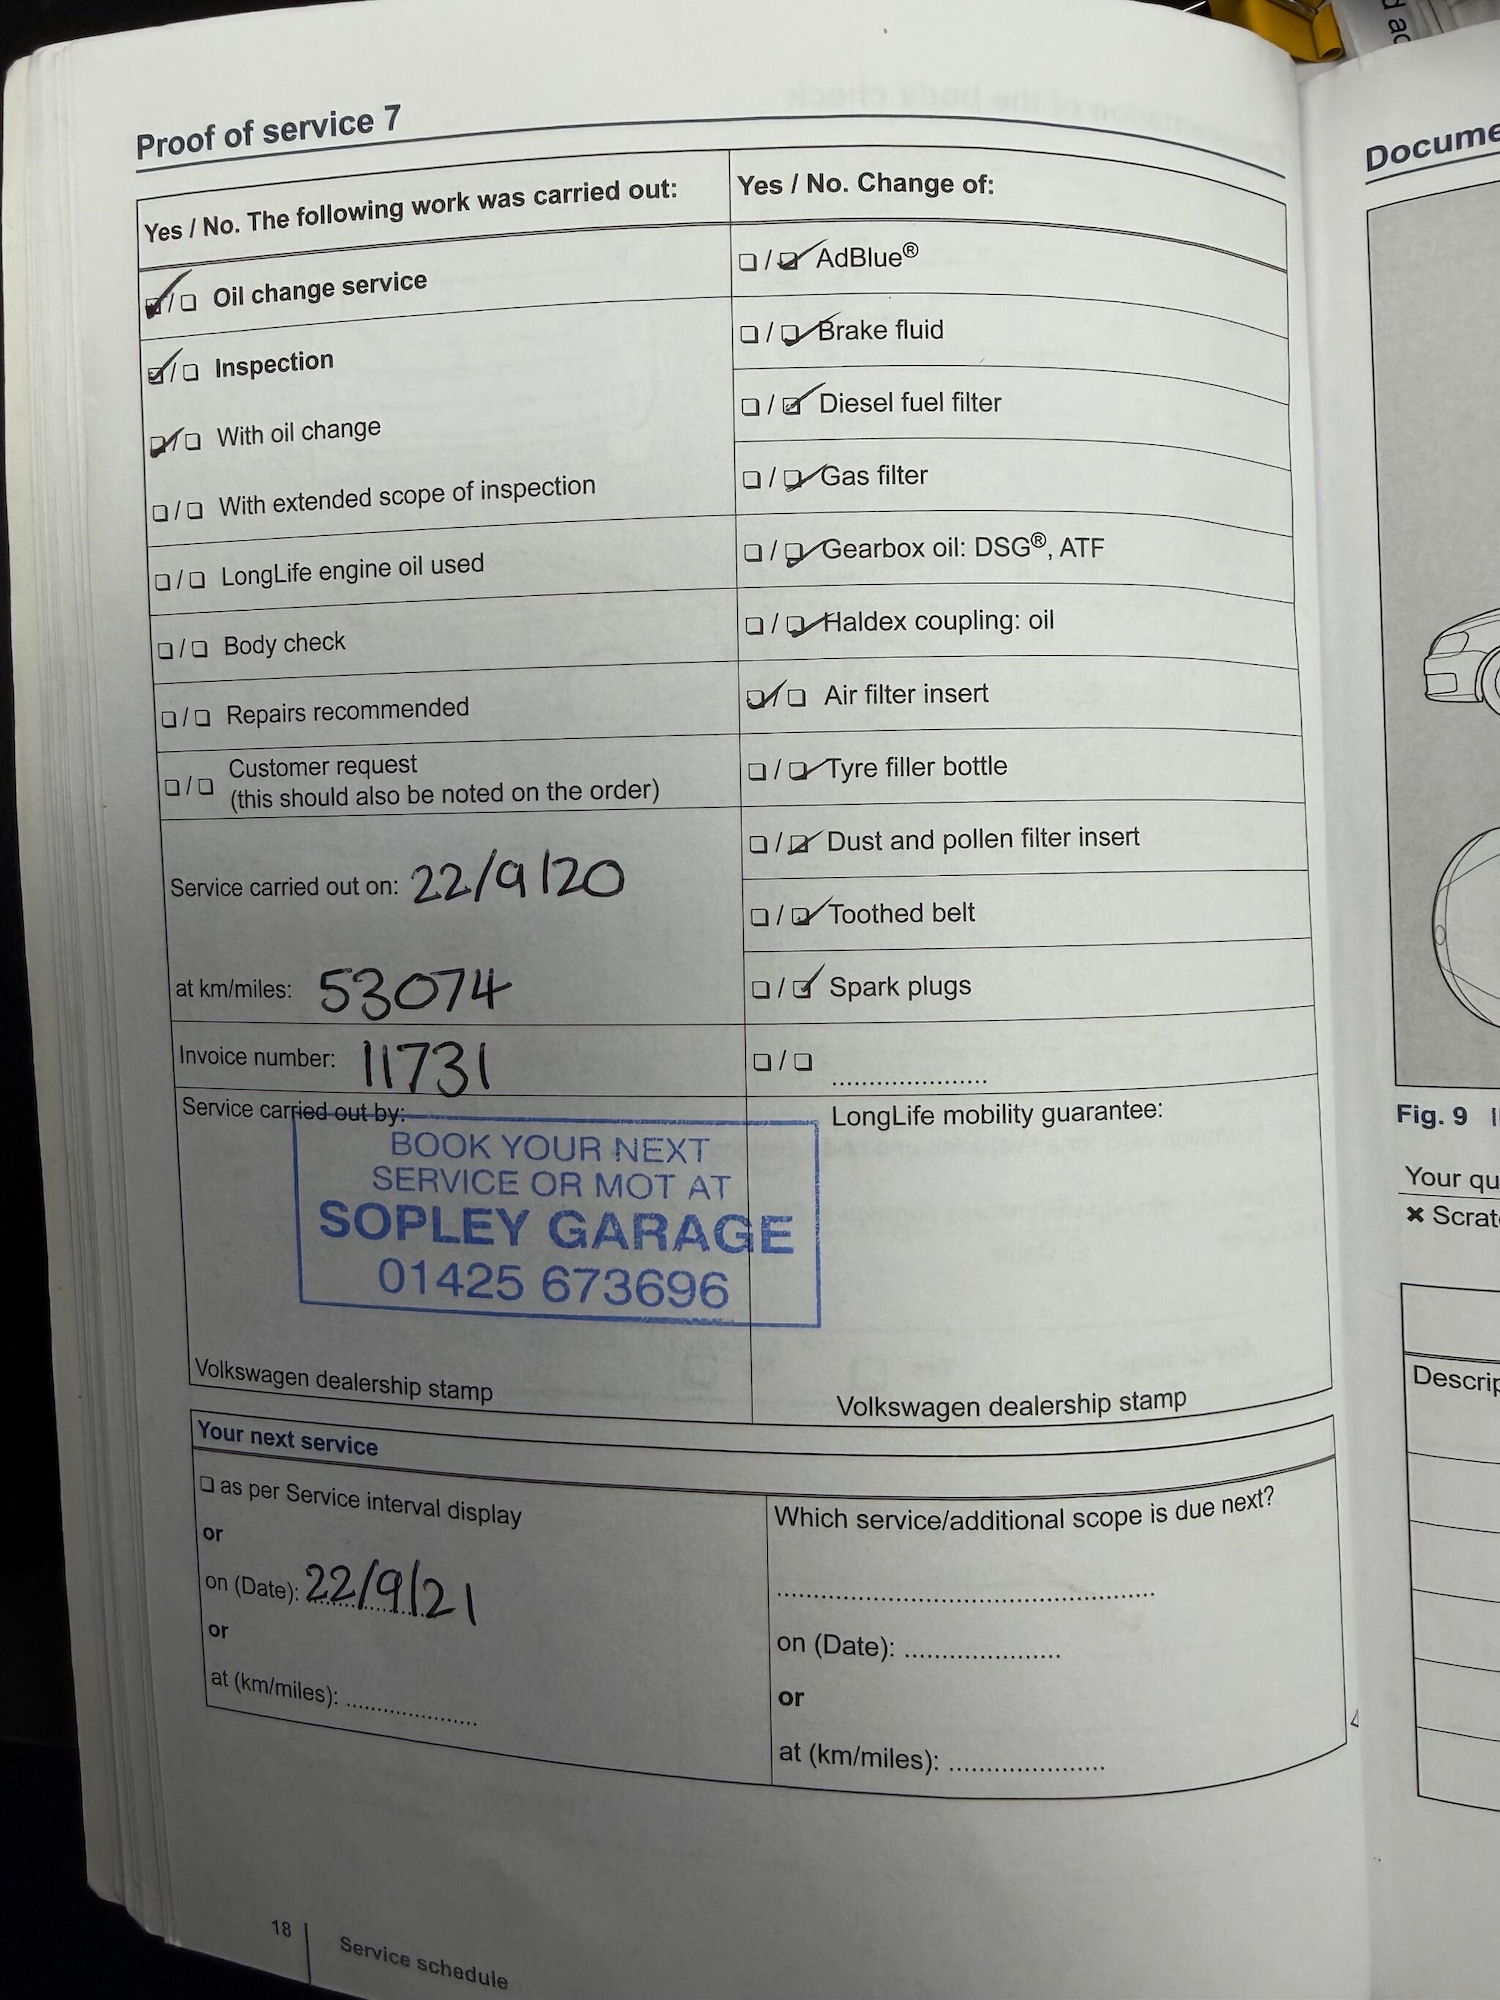 Proof of service 7
Yes / No. The following work was carried out:
☑/☐ Oil change service
☑/☐ Inspection
☑/☐ With oil change
☐/☐ With extended scope of inspection
☐/☐ LongLife engine oil used
☐/☐ Body check
☐/☐ Repairs recommended
☐/☐ Customer request
(this should also be noted on the order)
Service carried out on: 22/9/20
at km/miles: 53074
Invoice number: 11731
Service carried out by:
BOOK YOUR NEXT
SERVICE OR MOT AT
SOPLEY GARAGE
01425 673696
Volkswagen dealership stamp
Yes / No. Change of:
☐/☑ AdBlue®
☐/☑ Brake fluid
☐/☑ Diesel fuel filter
☐/☑ Gas filter
☐/☑ Gearbox oil: DSG®, ATF
☐/☑ Haldex coupling: oil
☑/☐ Air filter insert
☐/☑ Tyre filler bottle
☐/☑ Dust and pollen filter insert
☐/☑ Toothed belt
☐/☑ Spark plugs
☐/☐ .....................
LongLife mobility guarantee:
Volkswagen dealership stamp
Your next service
☐ as per Service interval display
or
on (Date): 22/9/21
or
at (km/miles): ..................
Which service/additional scope is due next?
..................................................
on (Date): .....................
or
at (km/miles): .....................
18 | Service schedule
Docume
Fig. 9
Your qu
✖ Scrat
Descrip